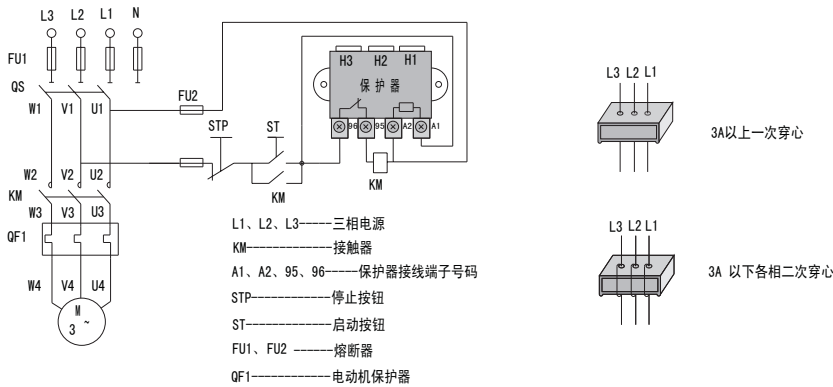 L3 L2 L1 N
FU1
QS
W1 V1 U1
FU2
H3 H2 H1
保护器
96 95 A2 A1
STP ST
KM
KM
W2 V2 U2
KM
W3 V3 U3
QF1
W4 V4 U4
M
3 ~
L1、L2、L3-----三相电源
KM-------------接触器
A1、A2、95、96-----保护器接线端子号码
STP------------停止按钮
ST-------------启动按钮
FU1、FU2 ------熔断器
QF1------------电动机保护器
L3 L2 L1
3A以上一次穿心
L3 L2 L1
3A 以下各相二次穿心